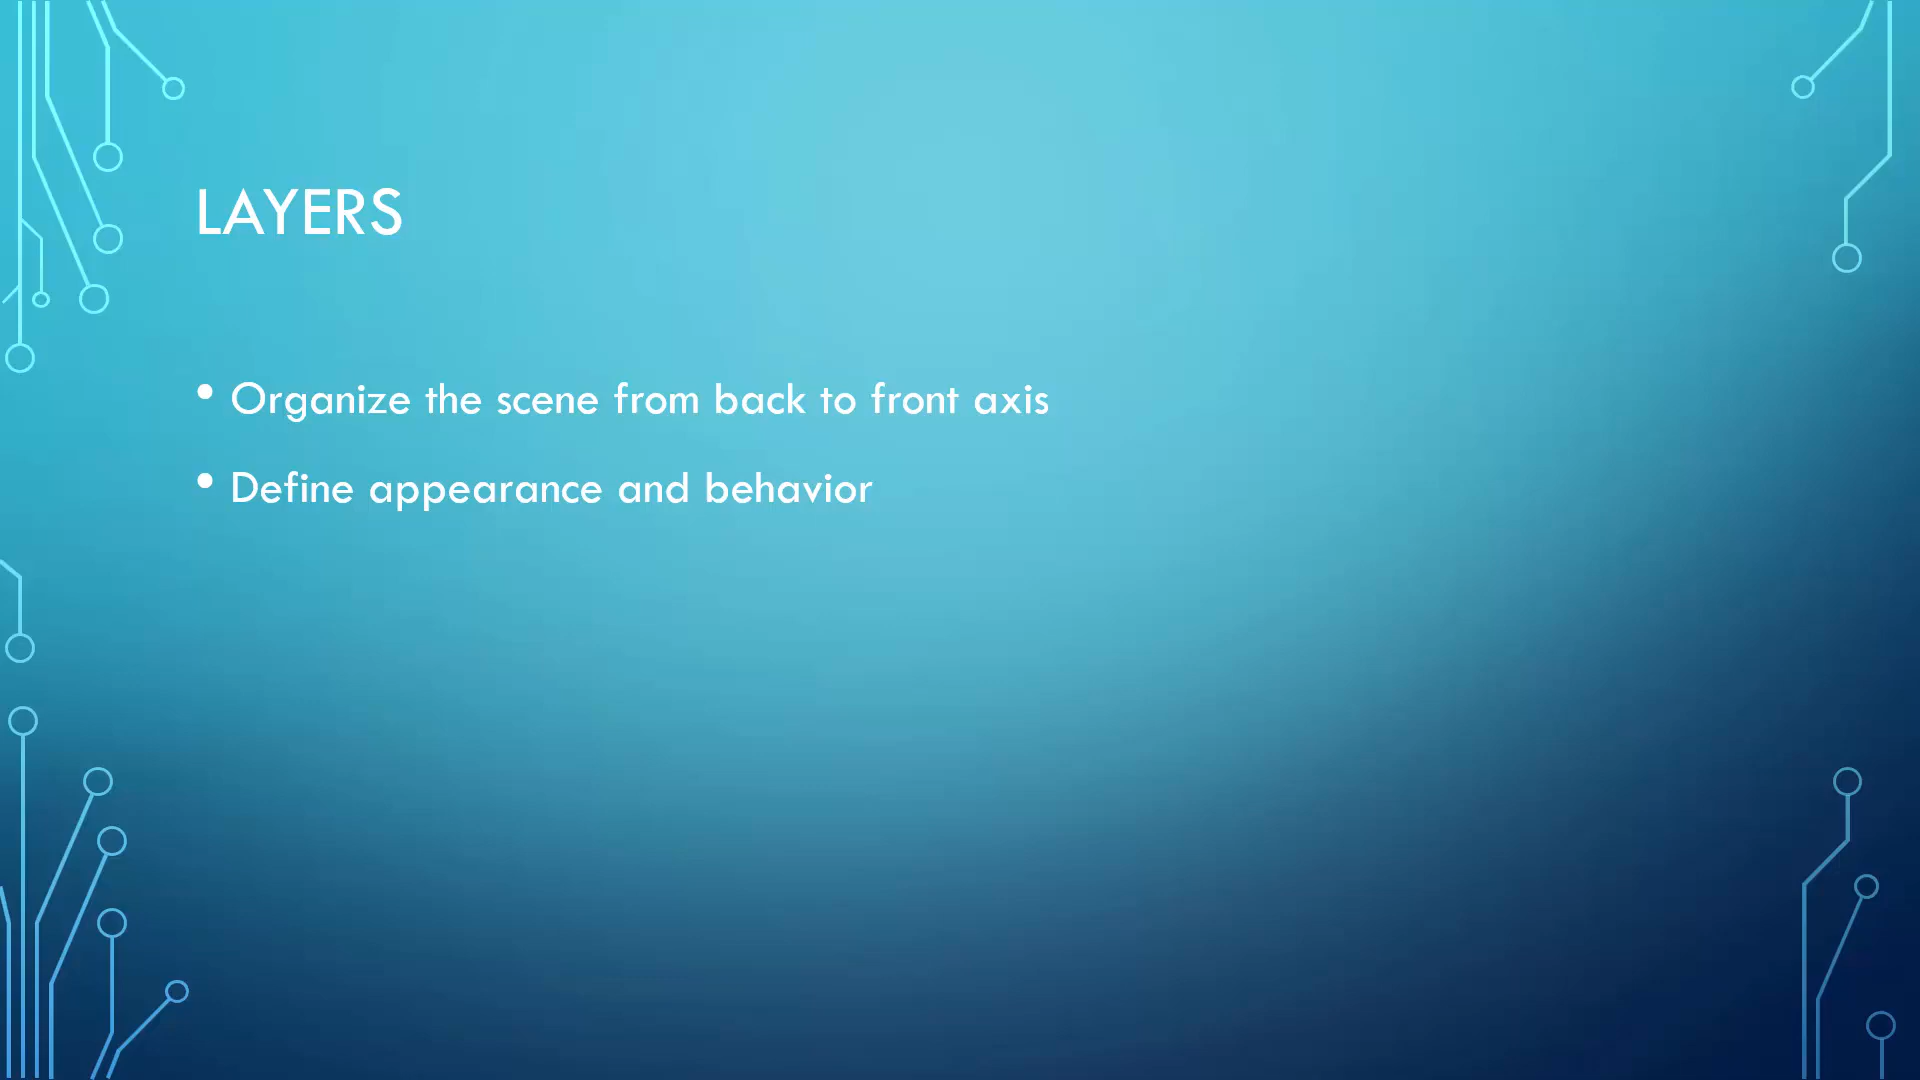 LAYERS
• Organize the scene from back to front axis
• Define appearance and behavior